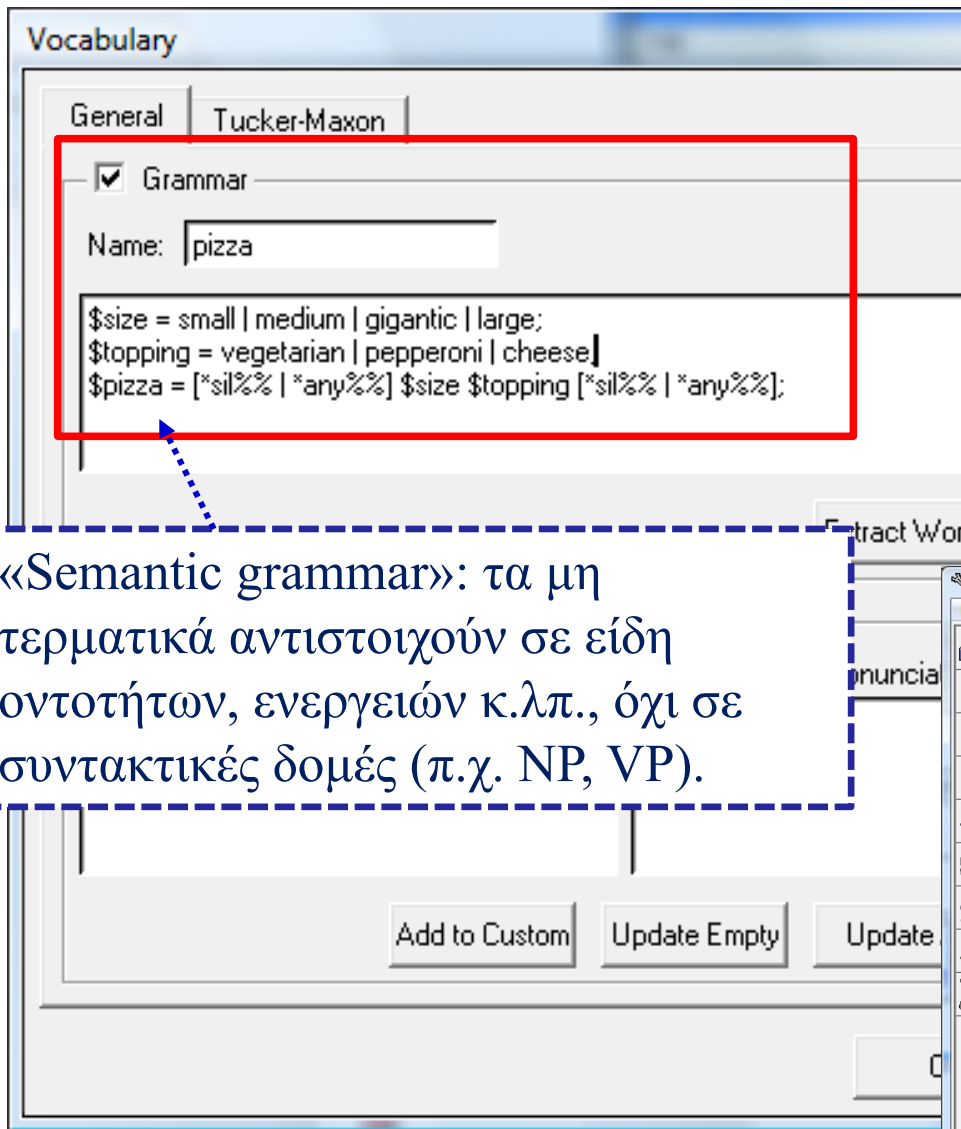 Vocabulary
General
Tucker-Maxon
Grammar
Name: pizza
$size = small | medium | gigantic | large;
$topping = vegetarian | pepperoni | cheese;
$pizza = [*sil%% | *any%%] $size $topping [*sil%% | *any%%];
«Semantic grammar»: τα μη
τερματικά αντιστοιχούν σε είδη
οντοτήτων, ενεργειών κ.λπ., όχι σε
συντακτικές δομές (π.χ. NP, VP).
Add to Custom
Update Empty
Update